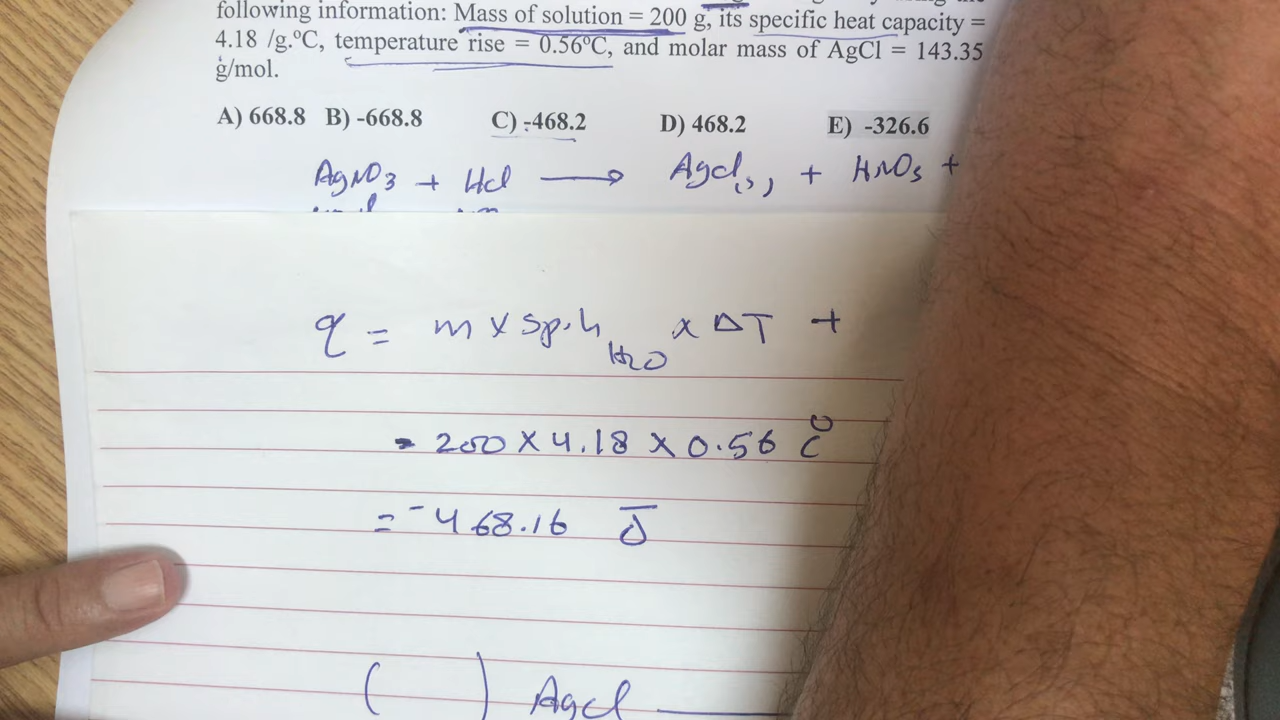 following information: Mass of solution = 200 g, its specific heat capacity =
4.18 /g.ºC, temperature rise = 0.56ºC, and molar mass of AgCl = 143.35
g/mol.
A) 668.8 B) -668.8 C) -468.2 D) 468.2 E) -326.6
AgNO3 + Hcl ⟶ Agcl(s) + HNO3 +
q = m x sp.h H2O x ΔT +
- 200 x 4.18 x 0.56 C°
= -468.16 J
( ) Agcl